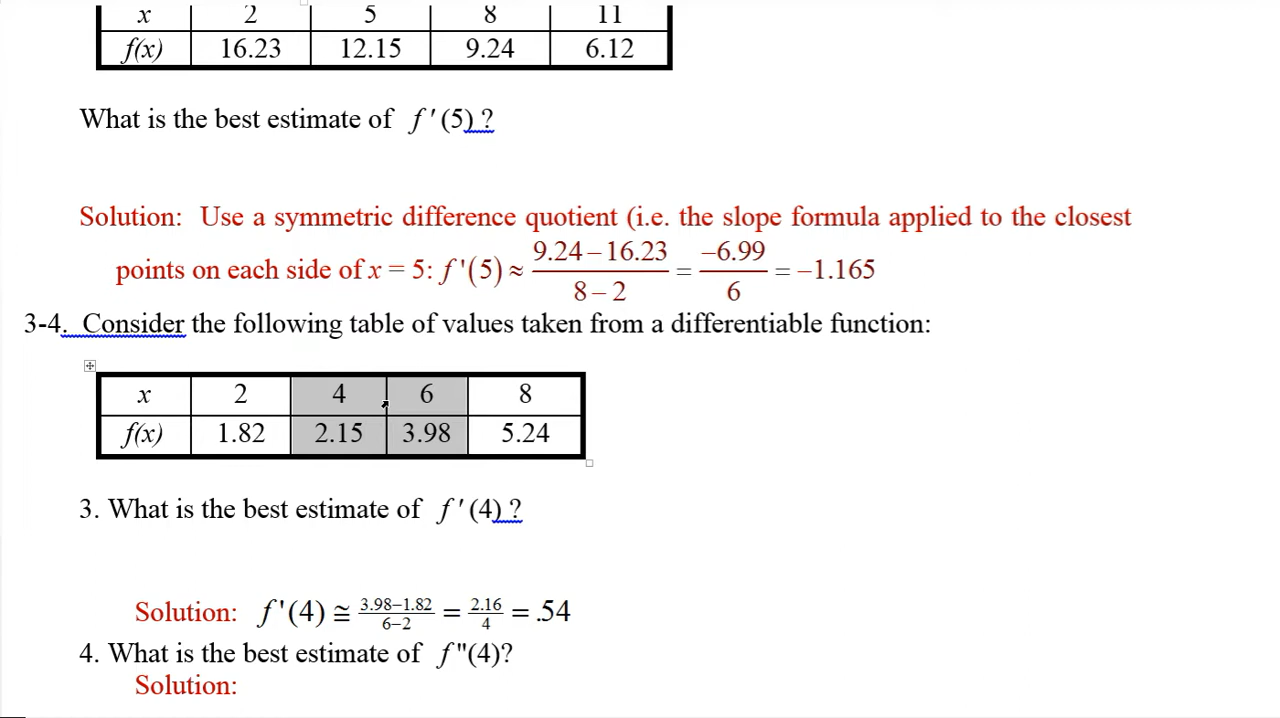 x 2 5 8 11
f(x) 16.23 12.15 9.24 6.12
What is the best estimate of f′(5)?
Solution: Use a symmetric difference quotient (i.e. the slope formula applied to the closest
points on each side of x = 5: f'(5) ≈ (9.24 – 16.23)/(8 – 2) = –6.99/6 = –1.165
3-4. Consider the following table of values taken from a differentiable function:
x 2 4 6 8
f(x) 1.82 2.15 3.98 5.24
3. What is the best estimate of f′(4)?
Solution: f'(4) ≅ (3.98–1.82)/(6–2) = 2.16/4 = .54
4. What is the best estimate of f"(4)?
Solution: